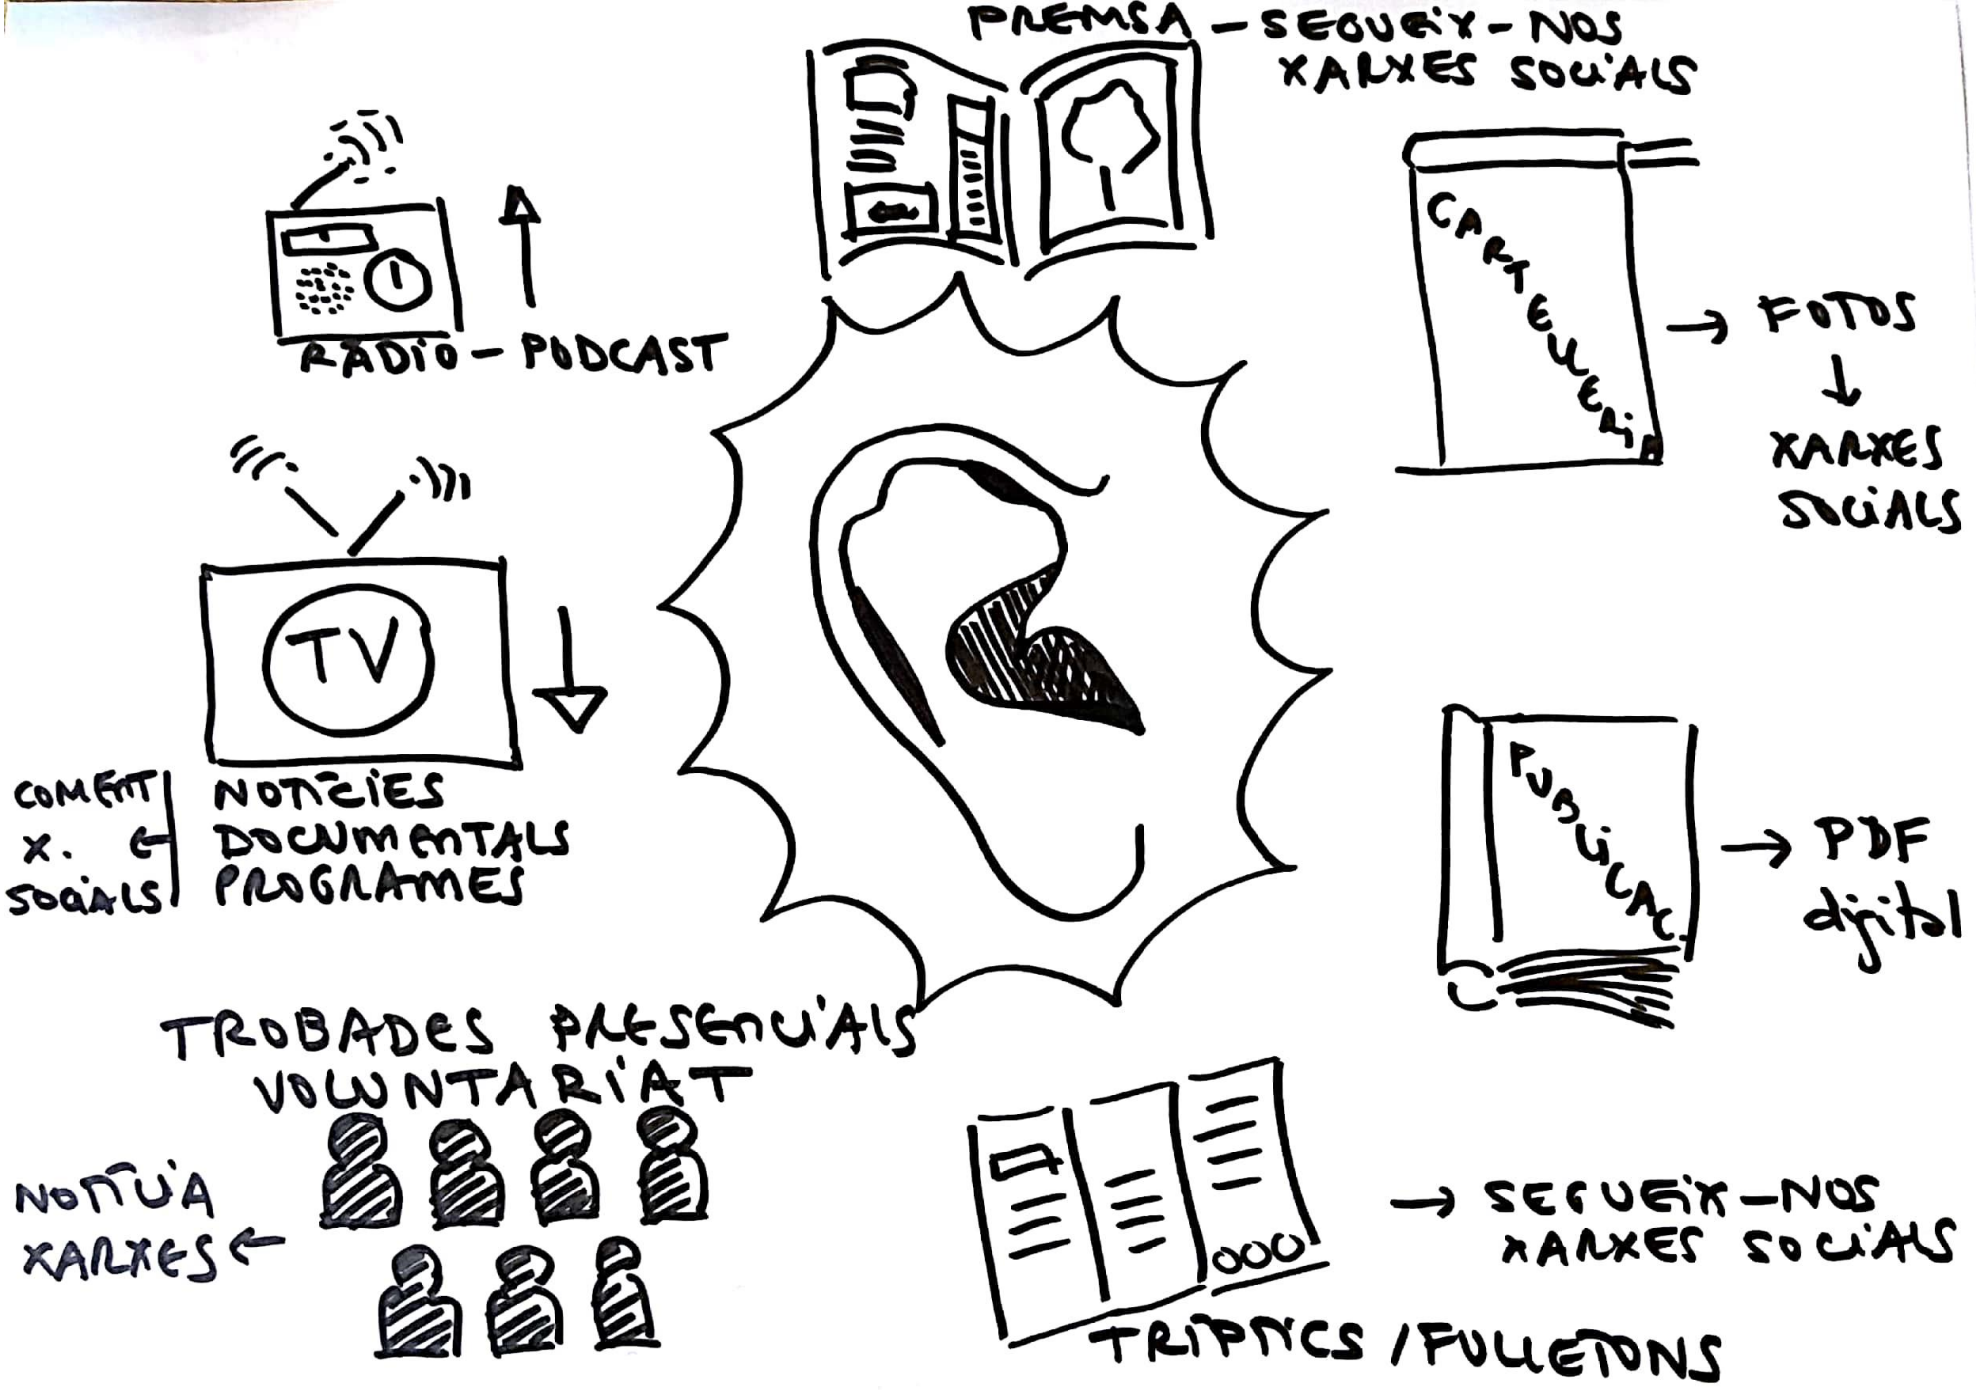 PREMSA - SEGUEIX-NOS
XARXES SOCIALS
RÀDIO - PODCAST
CARTELLERIA
→ FOTOS
↓
XARXES
SOCIALS
TV
COMENT
X. ←
SOCIALS
NOTÍCIES
DOCUMENTALS
PROGRAMES
PUBLICAC.
→ PDF
digital
TROBADES PRESENCIALS
VOLUNTARIAT
NOTÍCIA
XARXES ←
→ SEGUEIX-NOS
XARXES SOCIALS
TRÍPTICS / FULLETONS